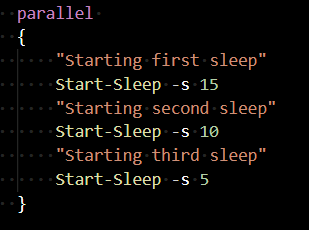 parallel
{
"Starting first sleep"
Start-Sleep -s 15
"Starting second sleep"
Start-Sleep -s 10
"Starting third sleep"
Start-Sleep -s 5
}